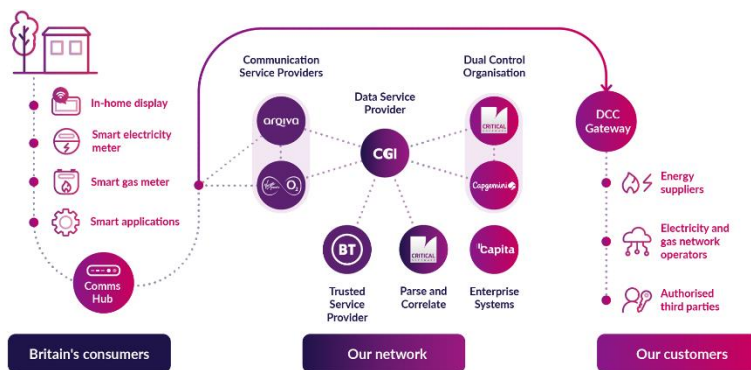 Communication
Service Providers
Dual Control
Organisation
Data Service
Provider
In-home display
Smart electricity
meter
Smart gas meter
Smart applications
Comms
Hub
arqiva
O₂
CGI
CRITICAL
Capgemini
BT
CRITICAL
Capita
Trusted
Service
Provider
Parse and
Correlate
Enterprise
Systems
DCC
Gateway
Energy
suppliers
Electricity and
gas network
operators
Authorised
third parties
Britain's consumers
Our network
Our customers